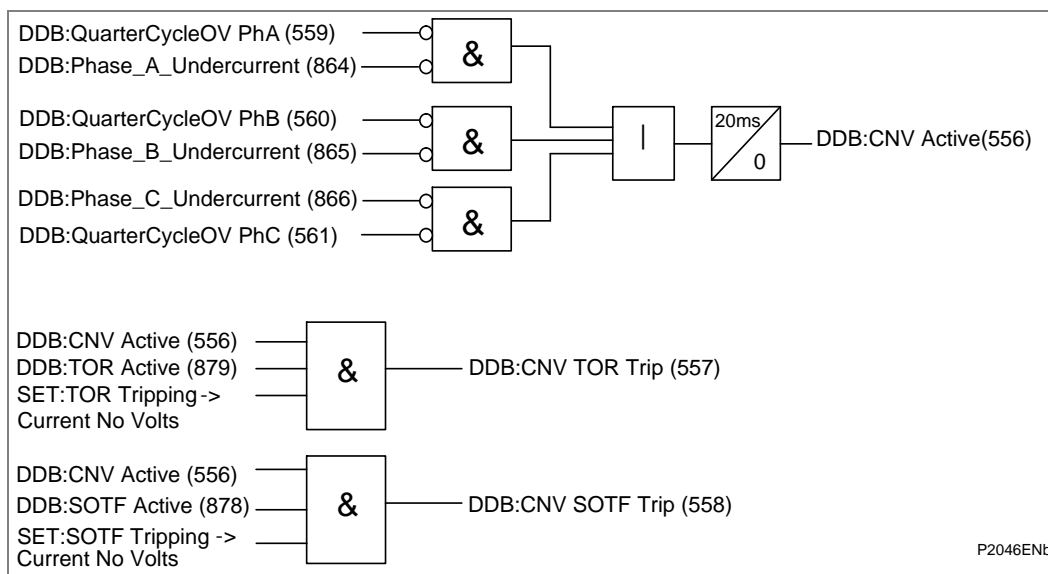 DDB:QuarterCycleOV PhA (559)
DDB:Phase_A_Undercurrent (864)
&
DDB:QuarterCycleOV PhB (560)
DDB:Phase_B_Undercurrent (865)
&
DDB:Phase_C_Undercurrent (866)
DDB:QuarterCycleOV PhC (561)
&
|
20ms
0
DDB:CNV Active(556)
DDB:CNV Active (556)
DDB:TOR Active (879)
SET:TOR Tripping->
Current No Volts
&
DDB:CNV TOR Trip (557)
DDB:CNV Active (556)
DDB:SOTF Active (878)
SET:SOTF Tripping ->
Current No Volts
&
DDB:CNV SOTF Trip (558)
P2046ENb